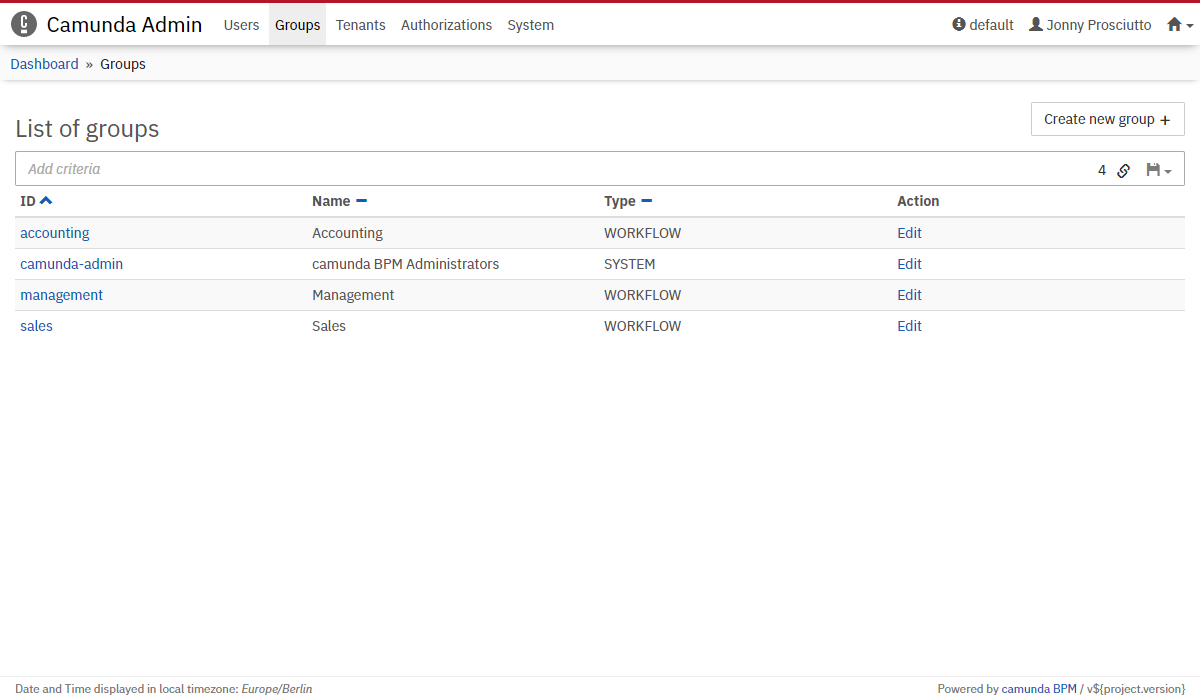 Camunda Admin Users Groups Tenants Authorizations System default Jonny Prosciutto
Dashboard » Groups
List of groups
Create new group +
Add criteria 4
ID Name Type Action
accounting Accounting WORKFLOW Edit
camunda-admin camunda BPM Administrators SYSTEM Edit
management Management WORKFLOW Edit
sales Sales WORKFLOW Edit
Date and Time displayed in local timezone: Europe/Berlin Powered by camunda BPM / v${project.version}